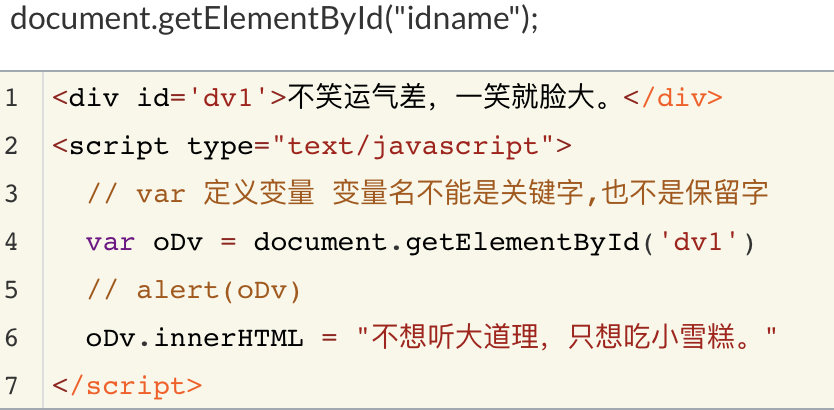 document.getElementById("idname");
1 <div id='dv1'>不笑运气差，一笑就脸大。</div>
2 <script type="text/javascript">
3 // var 定义变量 变量名不能是关键字,也不是保留字
4 var oDv = document.getElementById('dv1')
5 // alert(oDv)
6 oDv.innerHTML = "不想听大道理，只想吃小雪糕。"
7 </script>